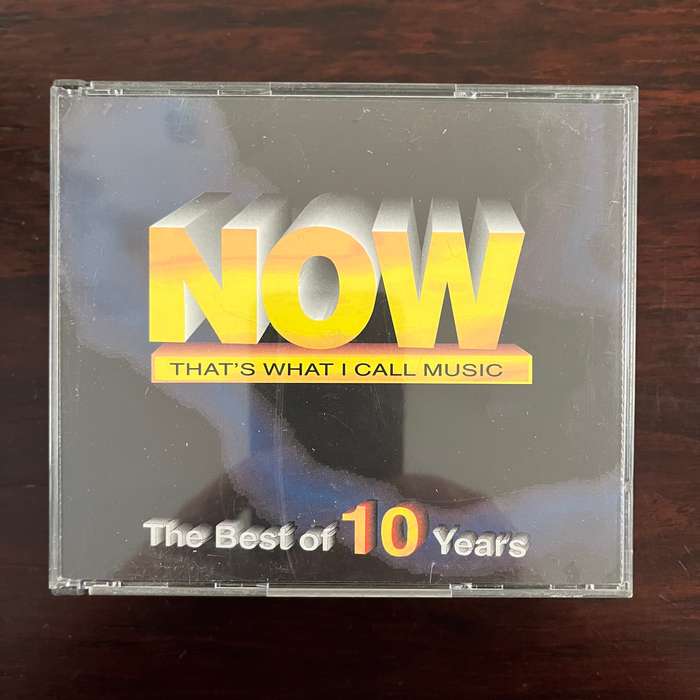 NOW
THAT'S WHAT I CALL MUSIC
The Best of 10 Years